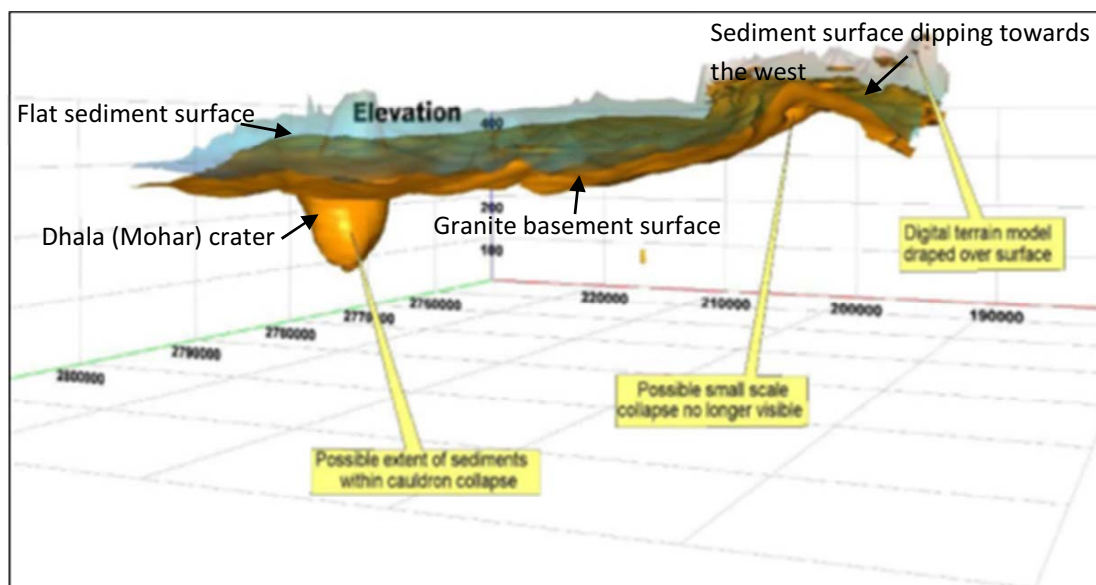 Sediment surface dipping towards
the west
Flat sediment surface
Elevation
400
Dhala (Mohar) crater
200
Granite basement surface
100
Digital terrain model
draped over surface
2760000
2770000
2780000
2790000
2800000
220000
210000
200000
190000
Possible small scale
collapse no longer visible
Possible extent of sediments
within cauldron collapse